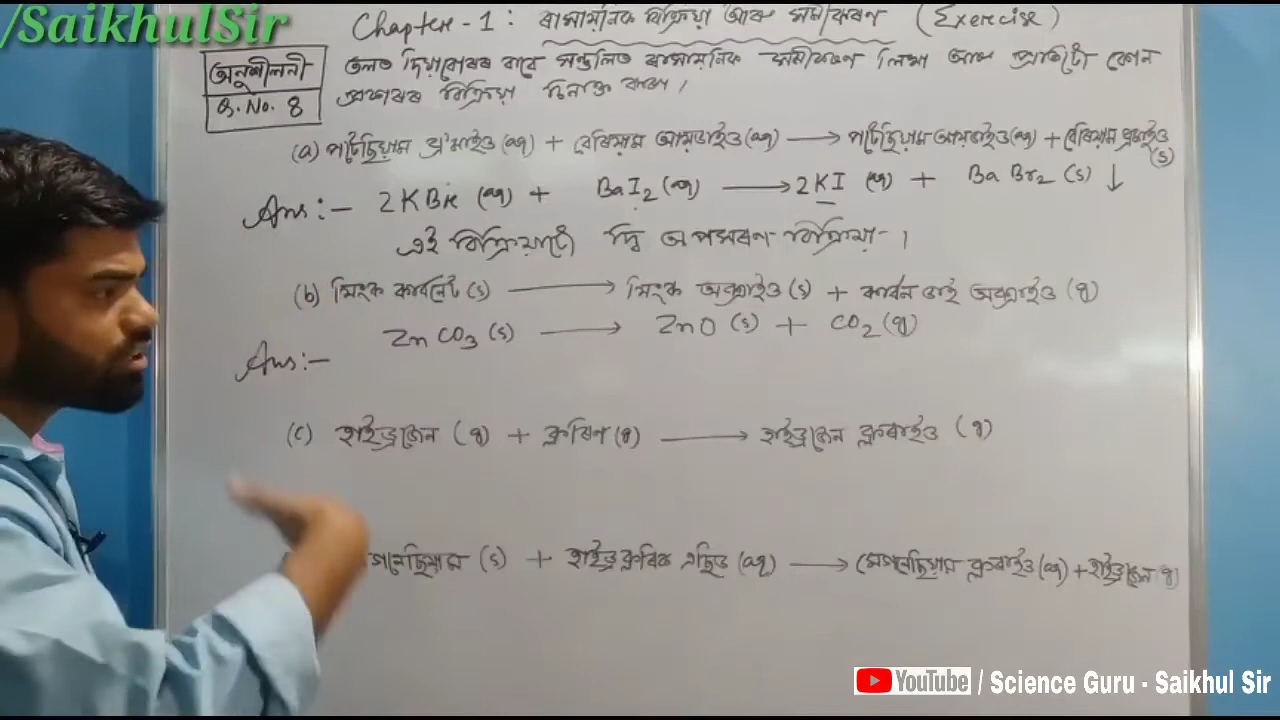 /SaikhulSir
Chapter - 1 : ৰাসায়নিক বিক্ৰিয়া আৰু সমীকৰণ (Exercise)
অনুশীলনী
Q. No. 8
তলত দিয়াবোৰৰ বাবে সন্তুলিত ৰাসায়নিক সমীকৰণ লিখা আৰু প্ৰতিটো কোন
প্ৰকাৰৰ বিক্ৰিয়া চিনাক্ত কৰা।
(a) পটেছিয়াম ব্ৰ'মাইড (aq) + বেৰিয়াম আয়ডাইড (aq) → পটেছিয়াম আয়ডাইড (aq) + বেৰিয়াম ব্ৰমাইড (s)
Ans :- 2KBr (aq) + BaI₂ (aq) → 2KI (aq) + BaBr₂ (s) ↓
এই বিক্ৰিয়াটো দ্বি অপসৰণ বিক্ৰিয়া।
(b) জিংক কাৰ্বনেট (s) → জিংক অক্সাইড (s) + কাৰ্বন ডাই অক্সাইড (g)
ZnCO₃ (s) → ZnO (s) + CO₂ (g)
Ans :-
(c) হাইড্ৰজেন (g) + ক্লৰিন (g) → হাইড্ৰজেন ক্লৰাইড (g)
গনেছিয়াম (s) + হাইড্ৰক্লৰিক এছিড (aq) → মেগনেছিয়াম ক্লৰাইড (aq) + হাইড্ৰজেন (g)
YouTube / Science Guru - Saikhul Sir